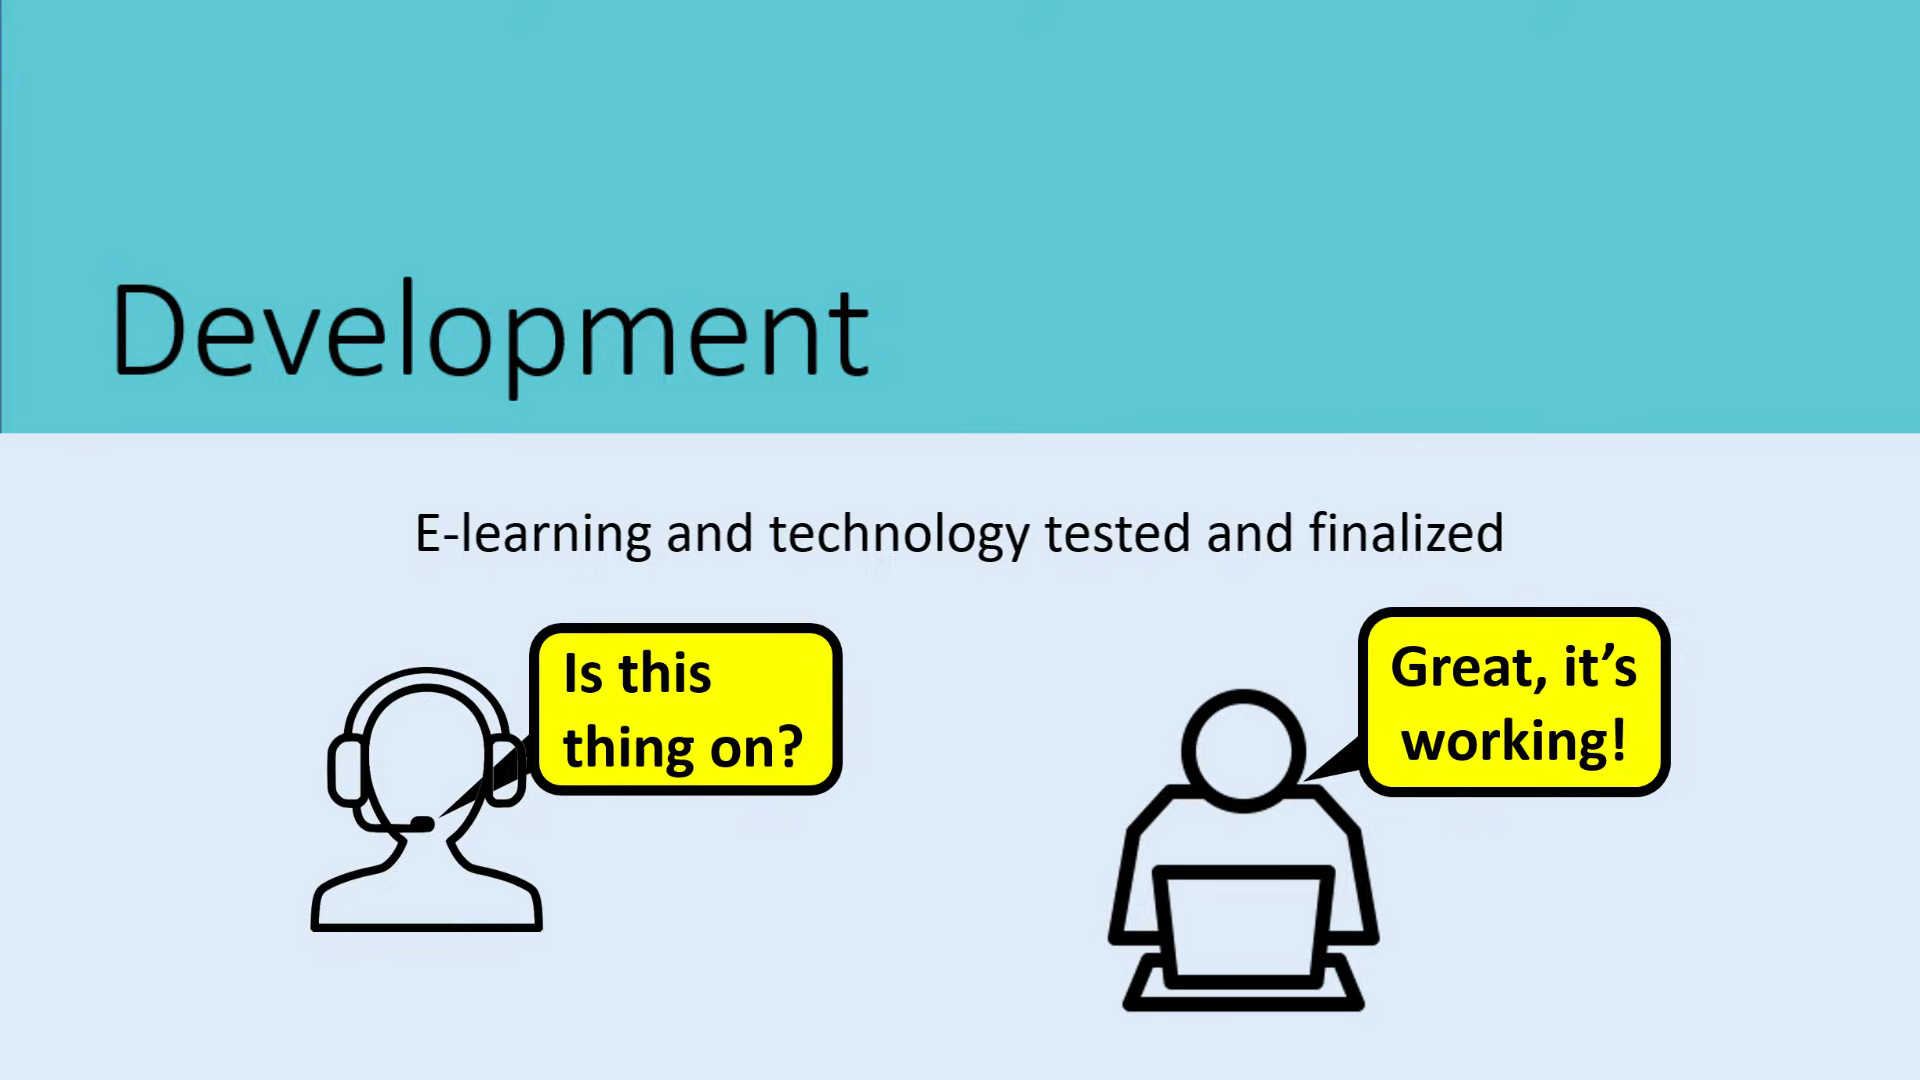 Development
E-learning and technology tested and finalized
Is this
thing on?
Great, it’s
working!